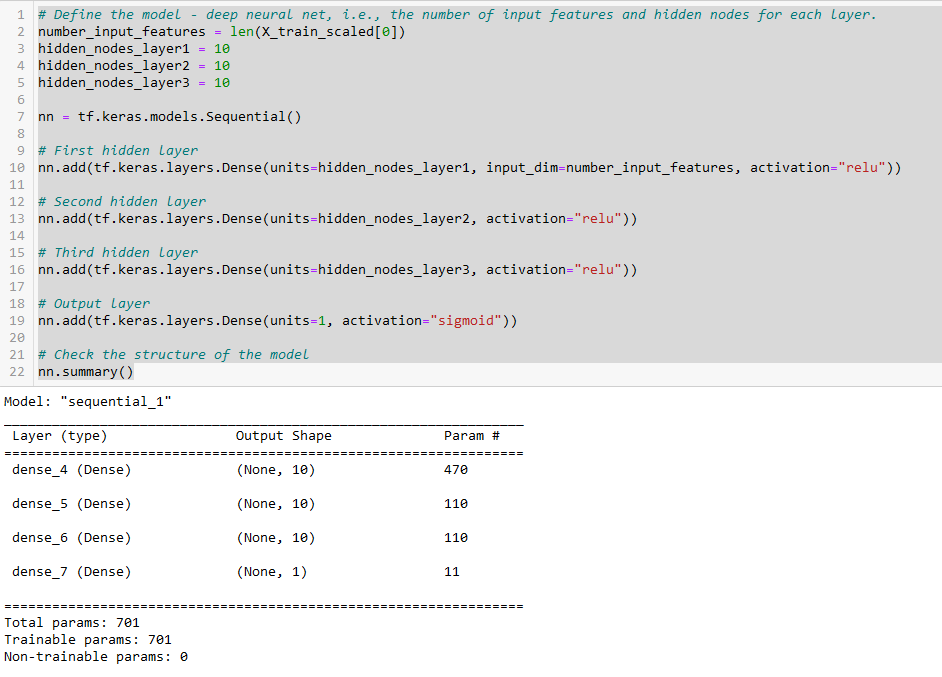 1 # Define the model - deep neural net, i.e., the number of input features and hidden nodes for each layer.
2 number_input_features = len(X_train_scaled[0])
3 hidden_nodes_layer1 = 10
4 hidden_nodes_layer2 = 10
5 hidden_nodes_layer3 = 10
6
7 nn = tf.keras.models.Sequential()
8
9 # First hidden layer
10 nn.add(tf.keras.layers.Dense(units=hidden_nodes_layer1, input_dim=number_input_features, activation="relu"))
11
12 # Second hidden layer
13 nn.add(tf.keras.layers.Dense(units=hidden_nodes_layer2, activation="relu"))
14
15 # Third hidden layer
16 nn.add(tf.keras.layers.Dense(units=hidden_nodes_layer3, activation="relu"))
17
18 # Output layer
19 nn.add(tf.keras.layers.Dense(units=1, activation="sigmoid"))
20
21 # Check the structure of the model
22 nn.summary()
Model: "sequential_1"
_________________________________________________________________
Layer (type) Output Shape Param #
=================================================================
dense_4 (Dense) (None, 10) 470
dense_5 (Dense) (None, 10) 110
dense_6 (Dense) (None, 10) 110
dense_7 (Dense) (None, 1) 11
=================================================================
Total params: 701
Trainable params: 701
Non-trainable params: 0